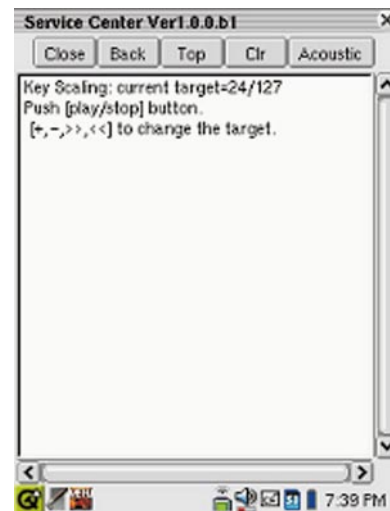 Service Center Ver1.0.0.b1
Close Back Top Clr Acoustic
Key Scaling: current target=24/127
Push [play/stop] button.
[+,-,>>,<<] to change the target.
7:39 PM